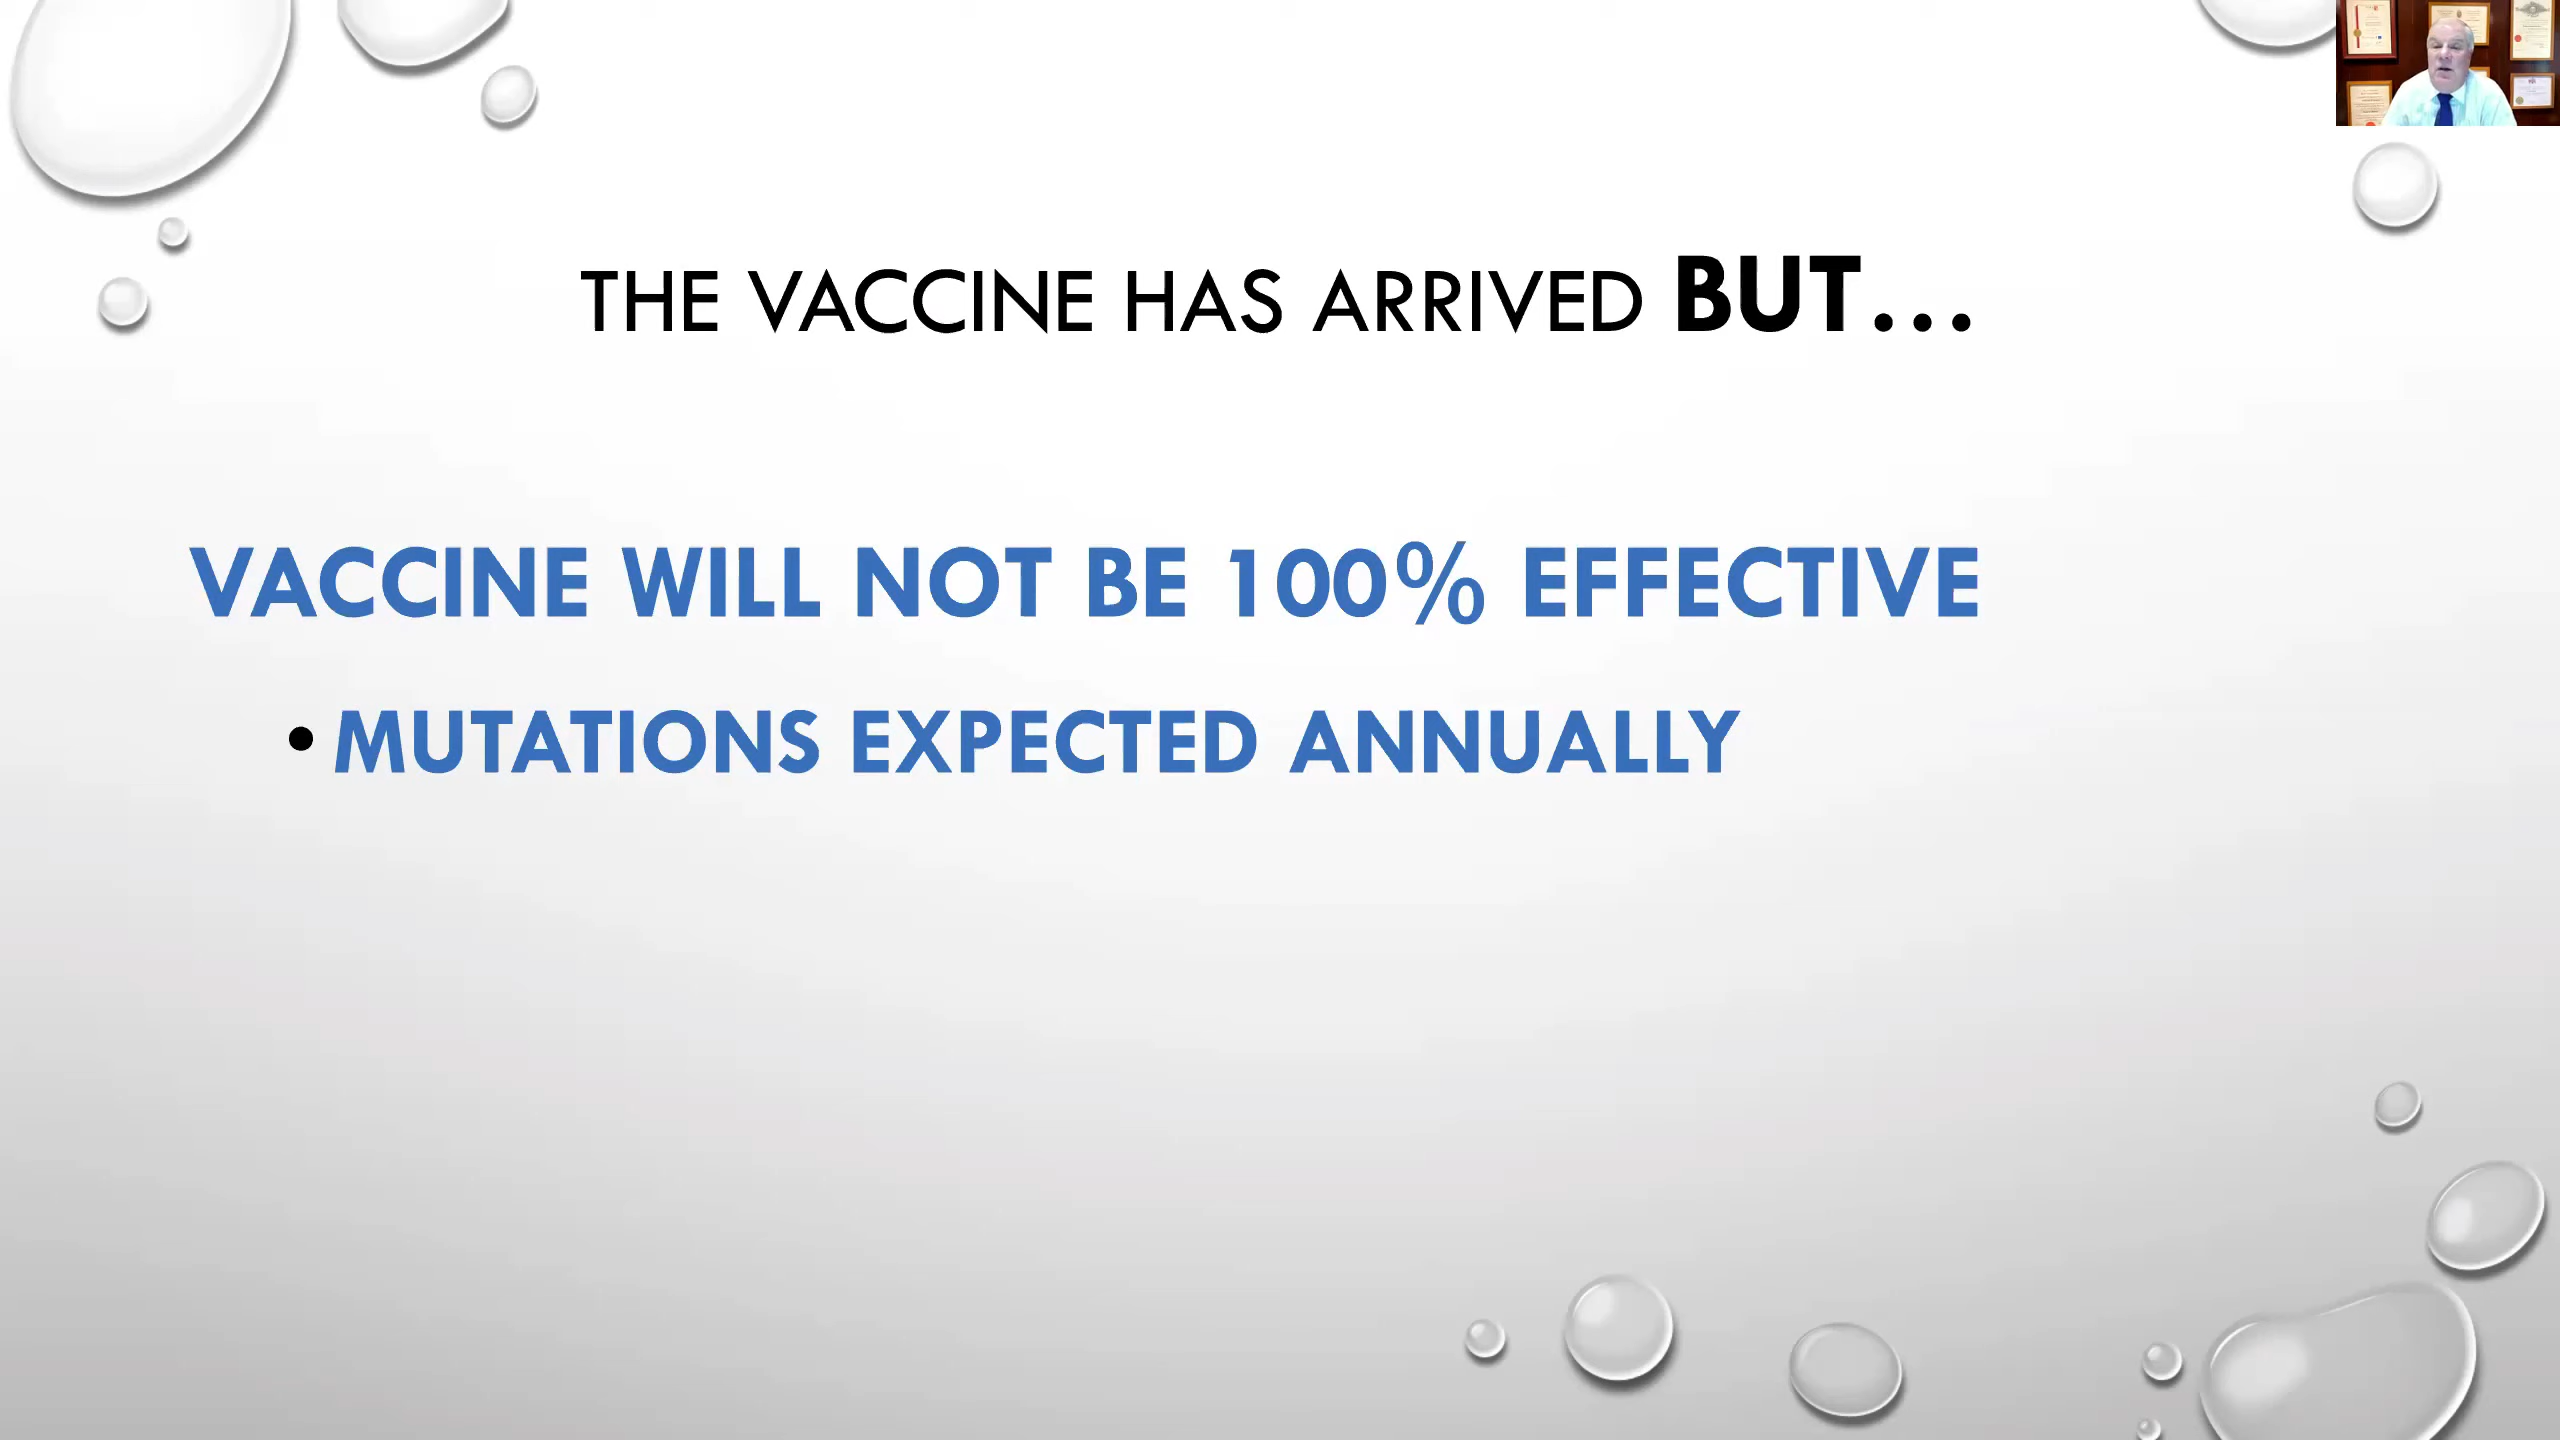 THE VACCINE HAS ARRIVED BUT...
VACCINE WILL NOT BE 100% EFFECTIVE
• MUTATIONS EXPECTED ANNUALLY